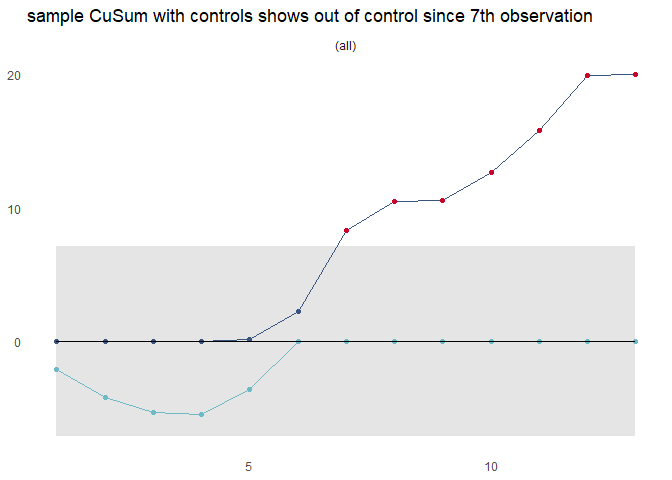 sample CuSum with controls shows out of control since 7th observation
(all)
20
10
0
5 10